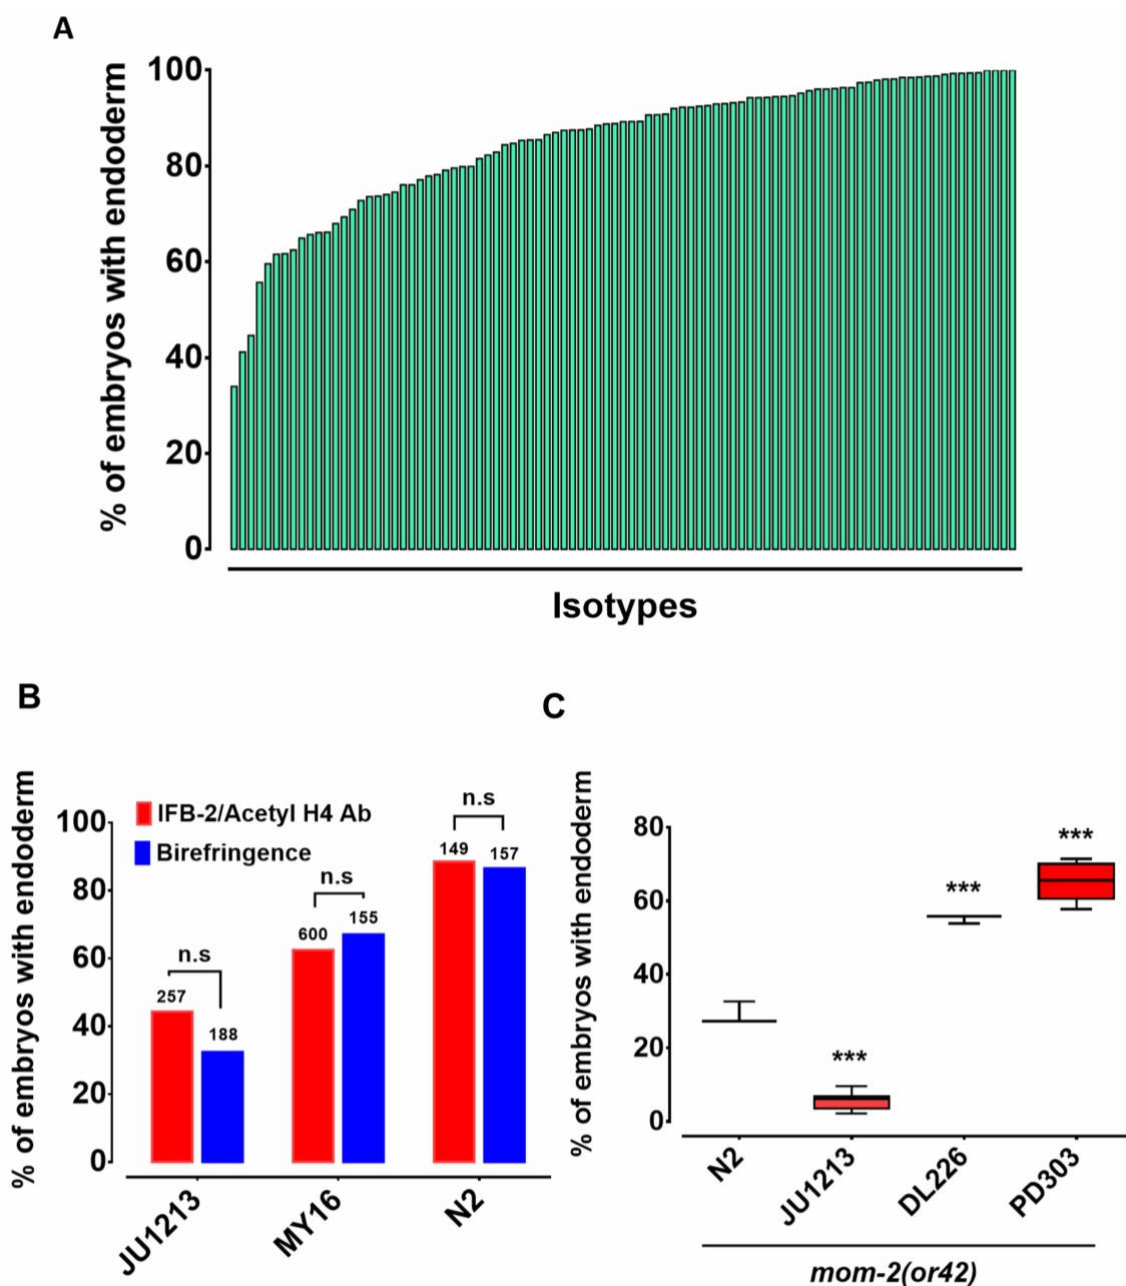 A
% of embryos with endoderm
100
80
60
40
20
0
Isotypes
B
% of embryos with endoderm
100
80
60
40
20
0
IFB-2/Acetyl H4 Ab
Birefringence
n.s
257
188
n.s
600
155
n.s
149
157
JU1213
MY16
N2
C
% of embryos with endoderm
80
60
40
20
0
***
***
***
N2
JU1213
DL226
PD303
mom-2(or42)